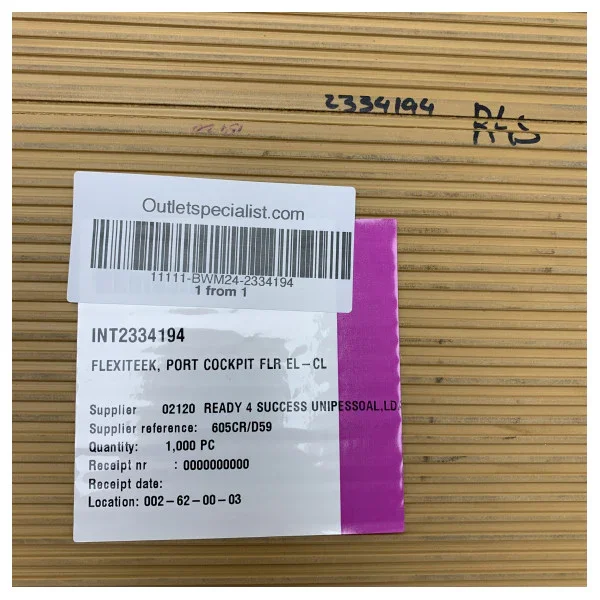 2334194
Outletspecialist.com
11111-BWM24-2334194
1 from 1
INT2334194
FLEXITEEK, PORT COCKPIT FLR EL-CL
Supplier 02120 READY 4 SUCCESS UNIPESSOAL,LD
Supplier reference: 605CR/D59
Quantity: 1,000 PC
Receipt nr : 0000000000
Receipt date:
Location: 002-62-00-03